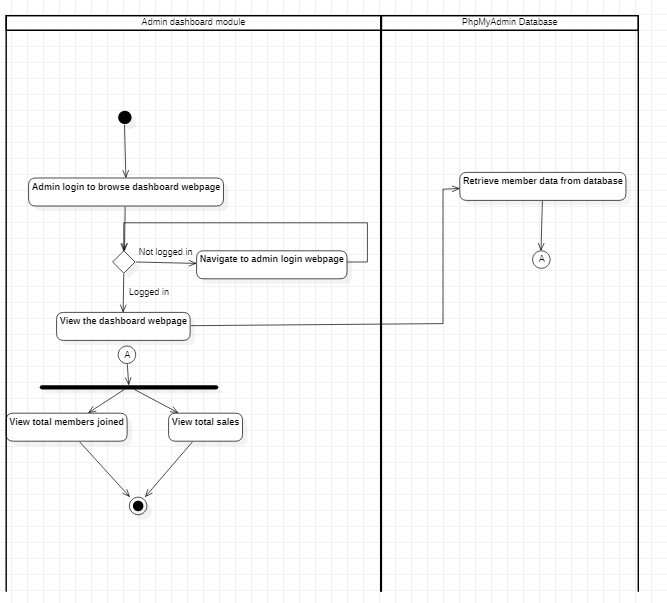 Admin dashboard module
PhpMyAdmin Database
Admin login to browse dashboard webpage
Retrieve member data from database
Not logged in
Navigate to admin login webpage
A
Logged in
View the dashboard webpage
A
View total members joined
View total sales